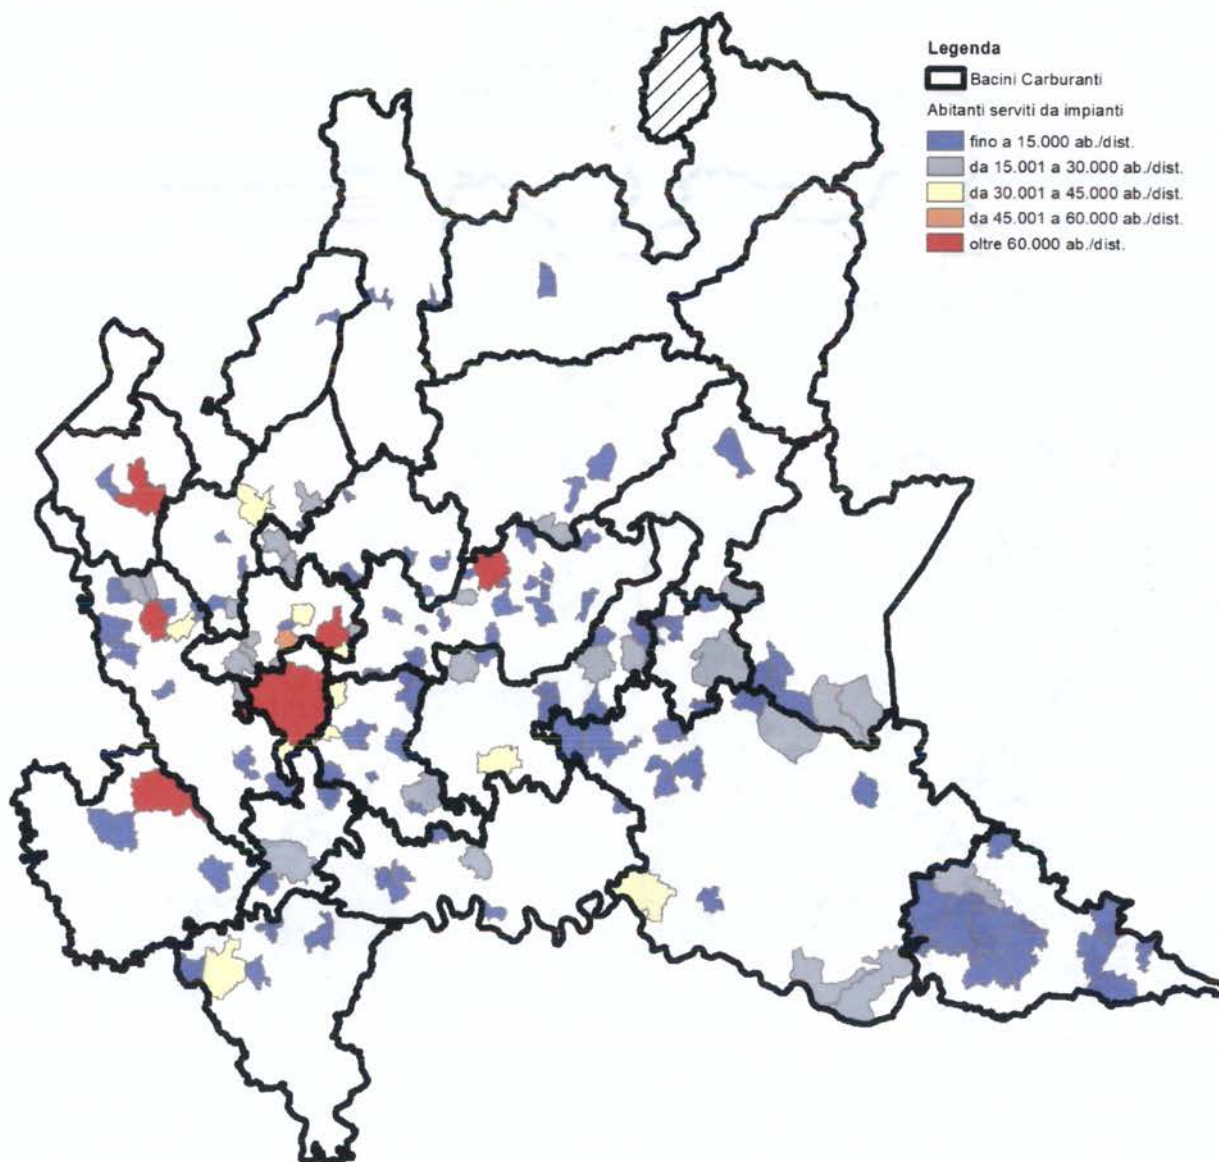 Legenda
Bacini Carburanti
Abitanti serviti da impianti
fino a 15.000 ab./dist.
da 15.001 a 30.000 ab./dist.
da 30.001 a 45.000 ab./dist.
da 45.001 a 60.000 ab./dist.
oltre 60.000 ab./dist.